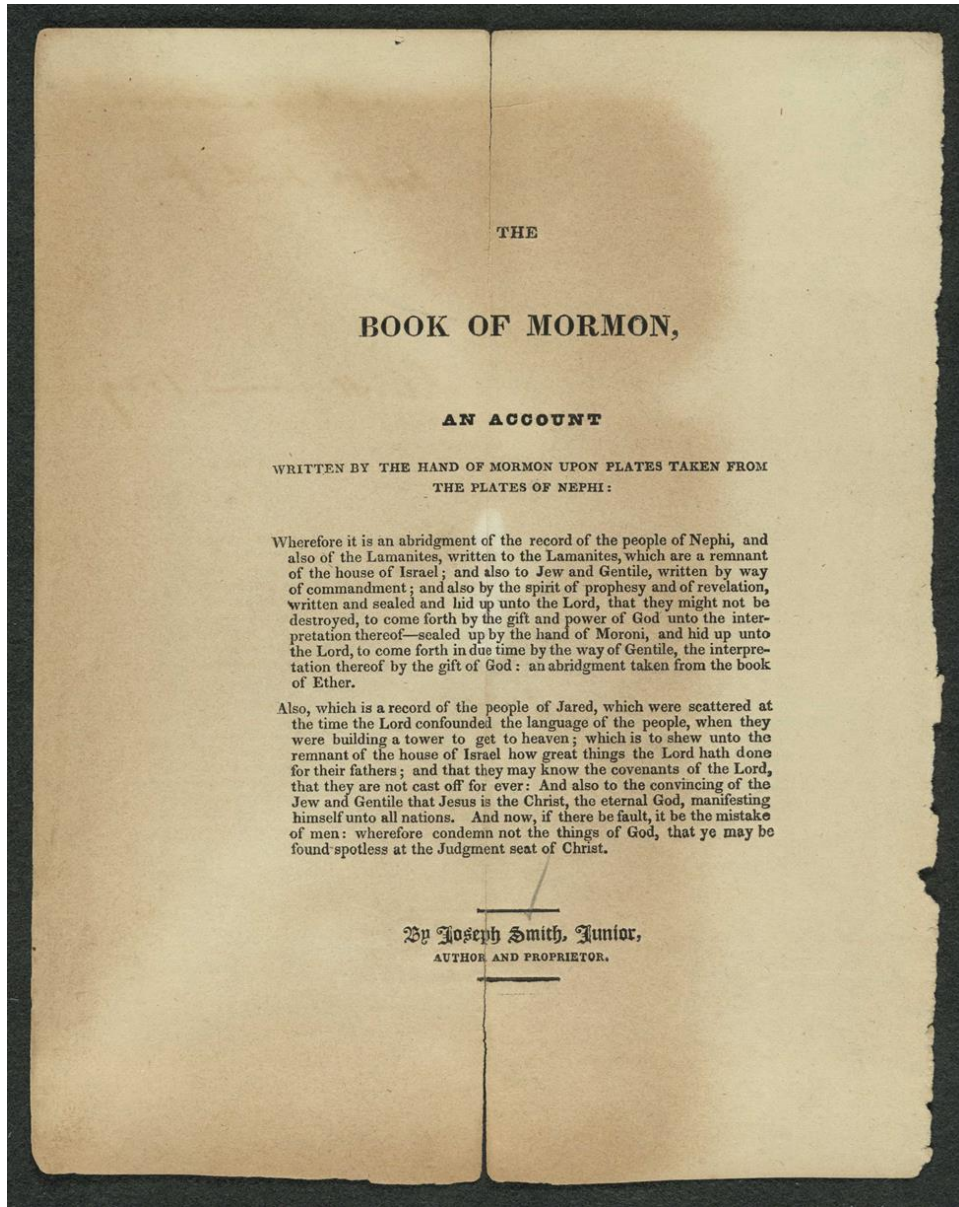 THE
BOOK OF MORMON,
AN ACCOUNT
WRITTEN BY THE HAND OF MORMON UPON PLATES TAKEN FROM
THE PLATES OF NEPHI:
Wherefore it is an abridgment of the record of the people of Nephi, and
also of the Lamanites, written to the Lamanites, which are a remnant
of the house of Israel; and also to Jew and Gentile, written by way
of commandment; and also by the spirit of prophesy and of revelation,
written and sealed and hid up unto the Lord, that they might not be
destroyed, to come forth by the gift and power of God unto the inter-
pretation thereof—sealed up by the hand of Moroni, and hid up unto
the Lord, to come forth in due time by the way of Gentile, the interpre-
tation thereof by the gift of God: an abridgment taken from the book
of Ether.
Also, which is a record of the people of Jared, which were scattered at
the time the Lord confounded the language of the people, when they
were building a tower to get to heaven; which is to shew unto the
remnant of the house of Israel how great things the Lord hath done
for their fathers; and that they may know the covenants of the Lord,
that they are not cast off for ever: And also to the convincing of the
Jew and Gentile that Jesus is the Christ, the eternal God, manifesting
himself unto all nations. And now, if there be fault, it be the mistake
of men: wherefore condemn not the things of God, that ye may be
found spotless at the Judgment seat of Christ.
By Joseph Smith, Junior,
AUTHOR AND PROPRIETOR.